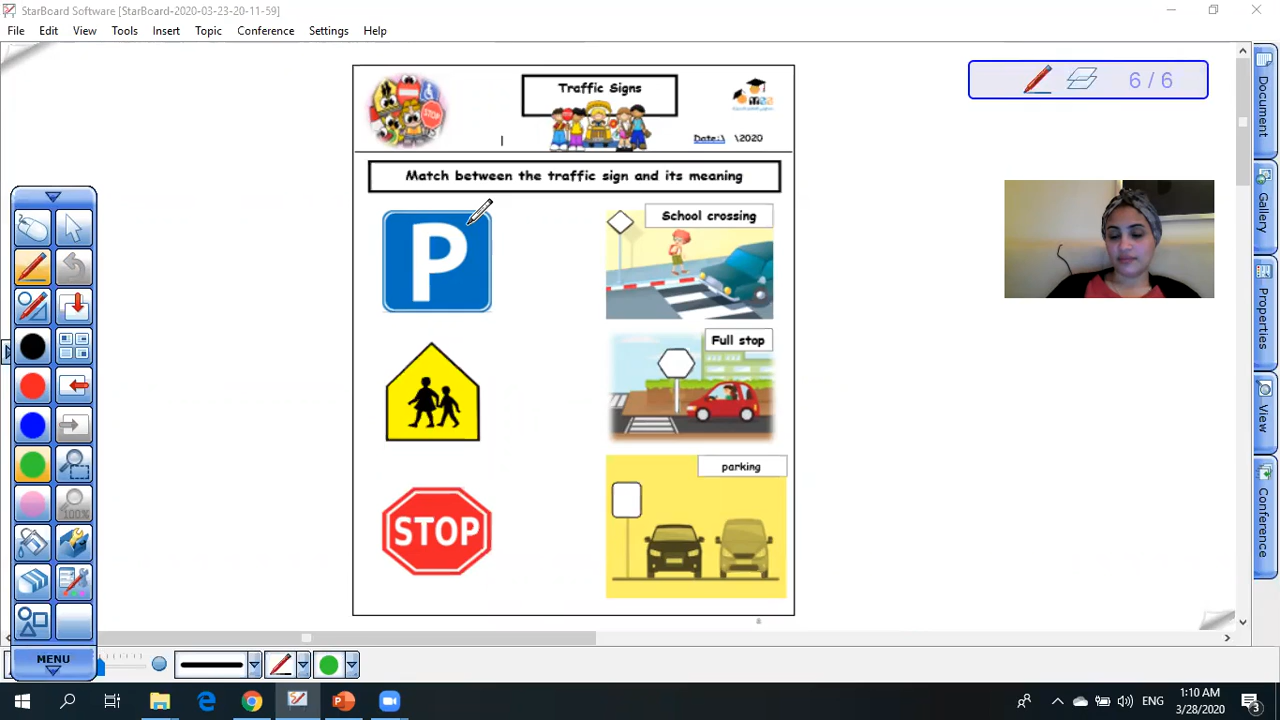 StarBoard Software [StarBoard-2020-03-23-20-11-59]
File Edit View Tools Insert Topic Conference Settings Help
Traffic Signs
Date:\ \2020
Match between the traffic sign and its meaning
P
School crossing
Full stop
STOP
parking
6 / 6
Document
Gallery
Properties
View
Conference
100%
MENU
ENG
1:10 AM
3/28/2020
3